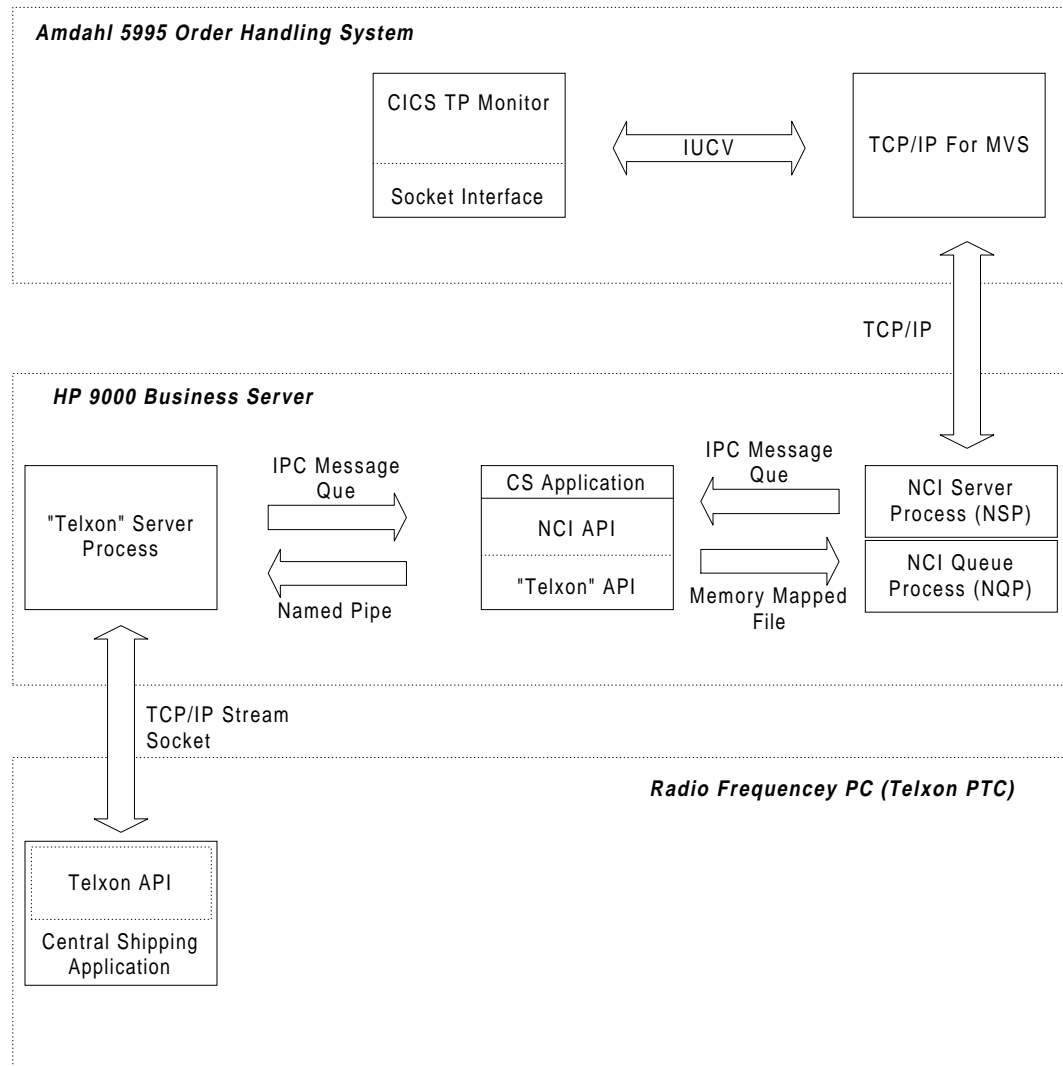 Amdahl 5995 Order Handling System
CICS TP Monitor
IUCV
TCP/IP For MVS
Socket Interface
TCP/IP
HP 9000 Business Server
IPC Message
Que
IPC Message
Que
"Telxon" Server
Process
CS Application
NCI API
"Telxon" API
NCI Server
Process (NSP)
NCI Queue
Process (NQP)
Named Pipe
Memory Mapped
File
TCP/IP Stream
Socket
Radio Frequencey PC (Telxon PTC)
Telxon API
Central Shipping
Application